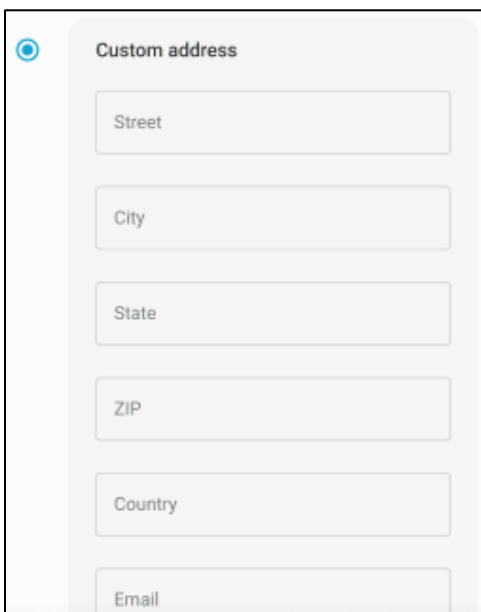 Custom address
Street
City
State
ZIP
Country
Email